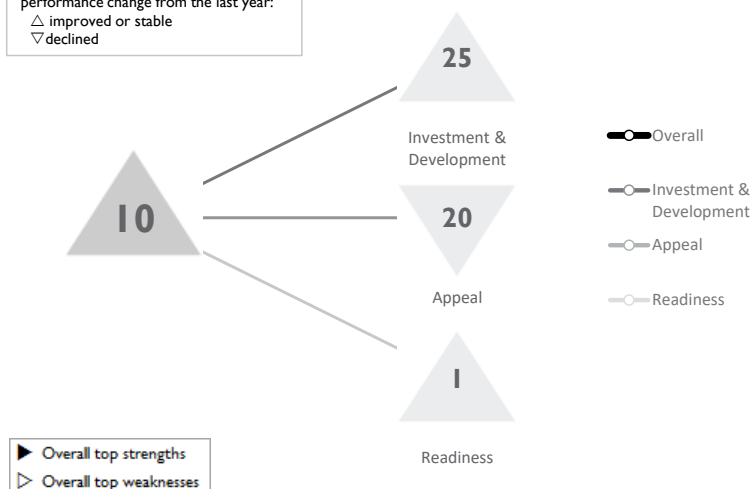 performance change from the last year:
△ improved or stable
▽ declined
25
Investment &
Development
10
20
Appeal
1
Readiness
Overall
Investment &
Development
Appeal
Readiness
▶ Overall top strengths
▷ Overall top weaknesses